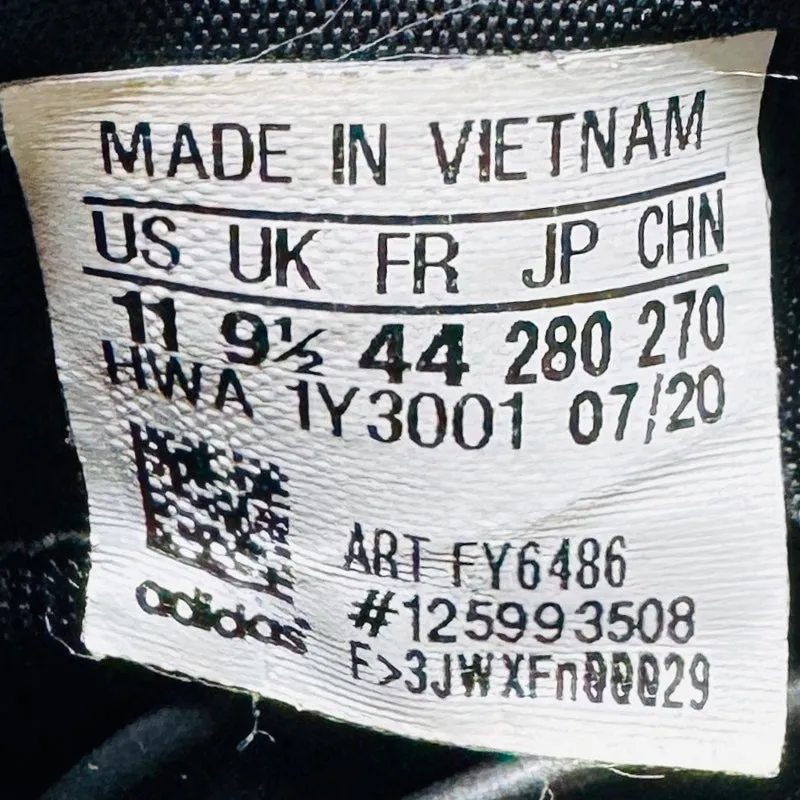 MADE IN VIETNAM
US UK FR JP CHN
11 9½ 44 280 270
HWA 1Y3001 07/20
ART FY6486
#125993508
adidas